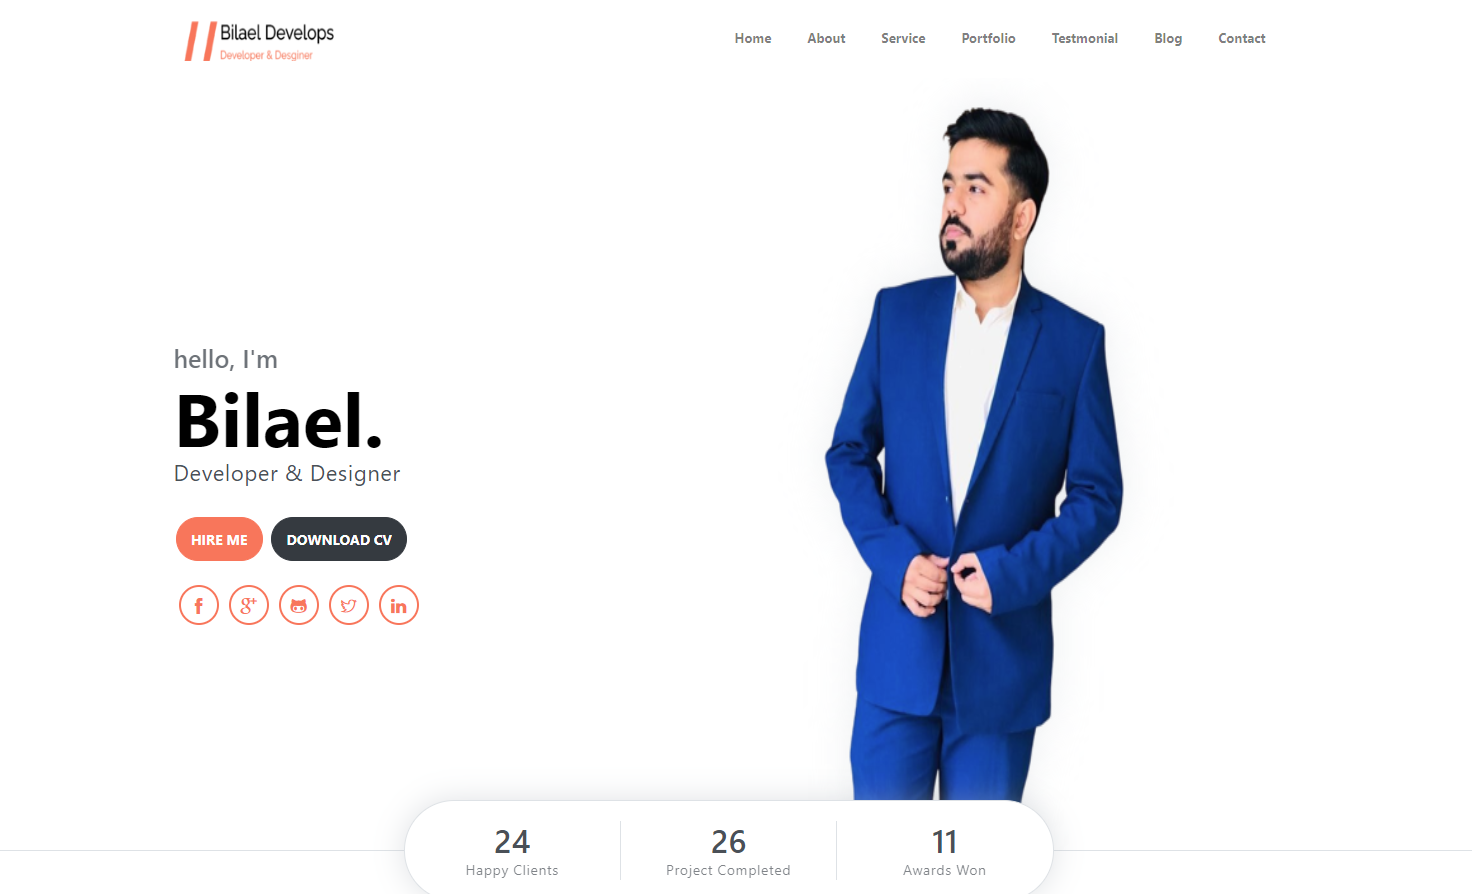 Bilael Develops
Developer & Desginer
Home About Service Portfolio Testmonial Blog Contact
hello, I'm
Bilael.
Developer & Designer
HIRE ME DOWNLOAD CV
24 26 11
Happy Clients Project Completed Awards Won